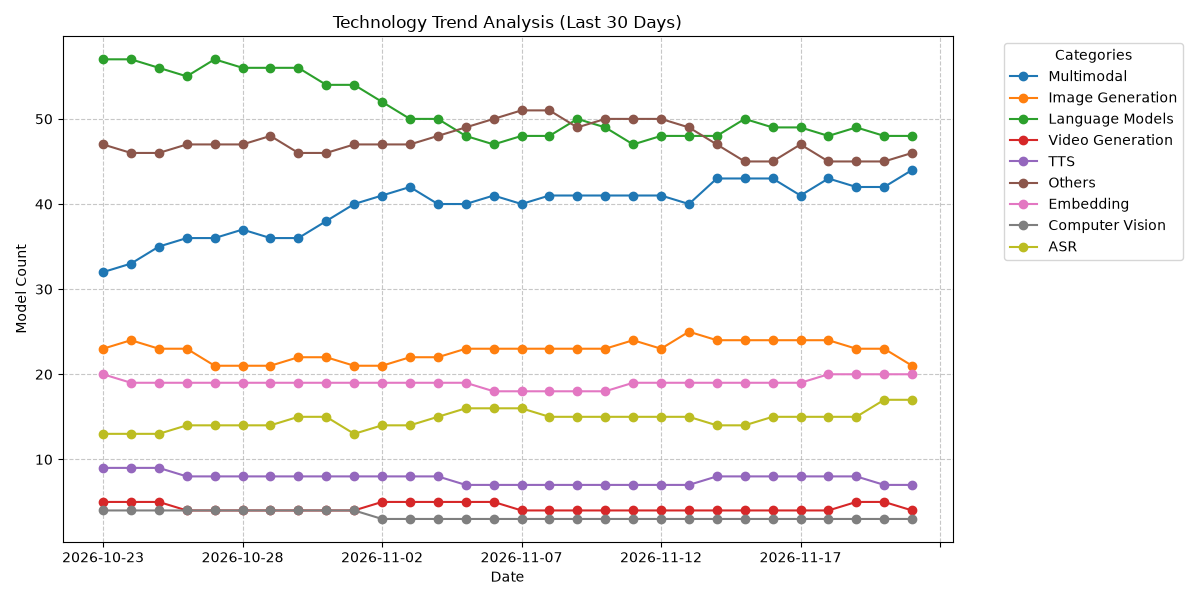 Technology Trend Analysis (Last 30 Days)
Model Count
50
40
30
20
10
2026-10-23
2026-10-28
2026-11-02
2026-11-07
2026-11-12
2026-11-17
Date
Categories
Multimodal
Image Generation
Language Models
Video Generation
TTS
Others
Embedding
Computer Vision
ASR